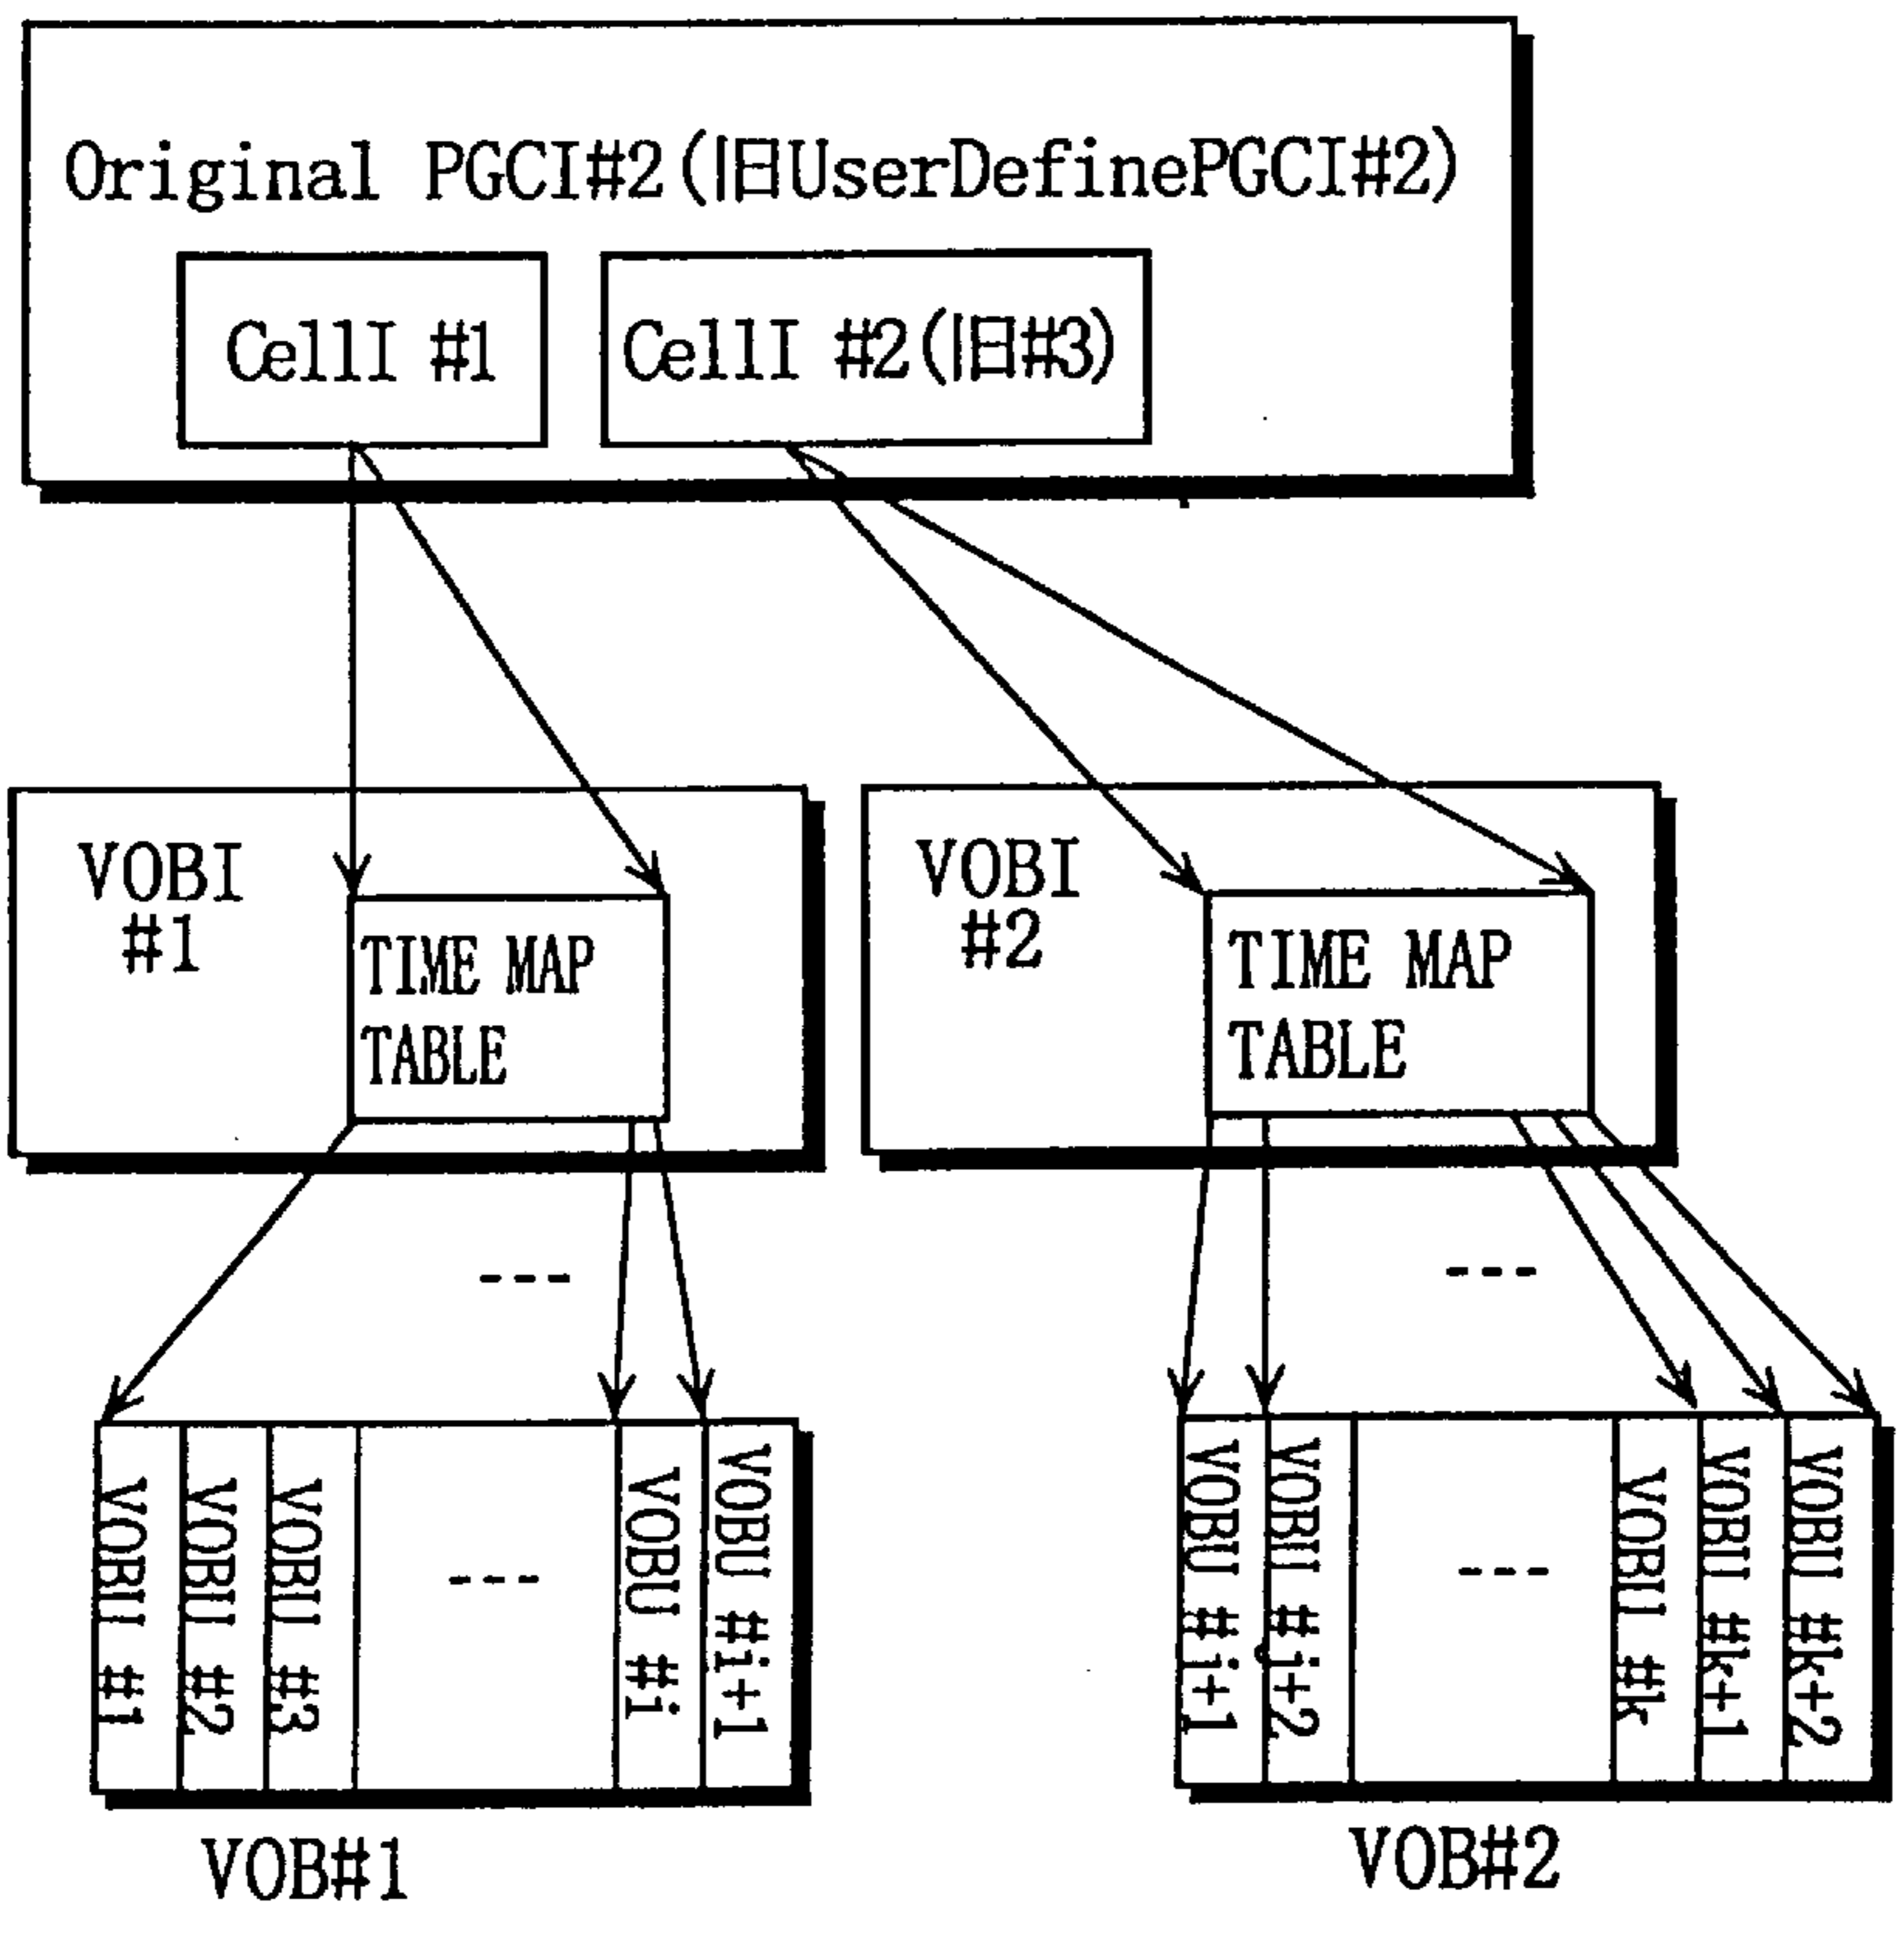 Original PGCI#2(旧UserDefinePGCI#2)
CellI #1
CellI #2(旧#3)
VOBI
#1
TIME MAP
TABLE
VOBI
#2
TIME MAP
TABLE
---
---
VOBU #1
VOBU #2
VOBU #3
---
VOBU #i
VOBU #i+1
VOBU #i+1
VOBU #j+2
---
VOBU #k
VOBU #k+1
VOBU #k+2
VOB#1
VOB#2